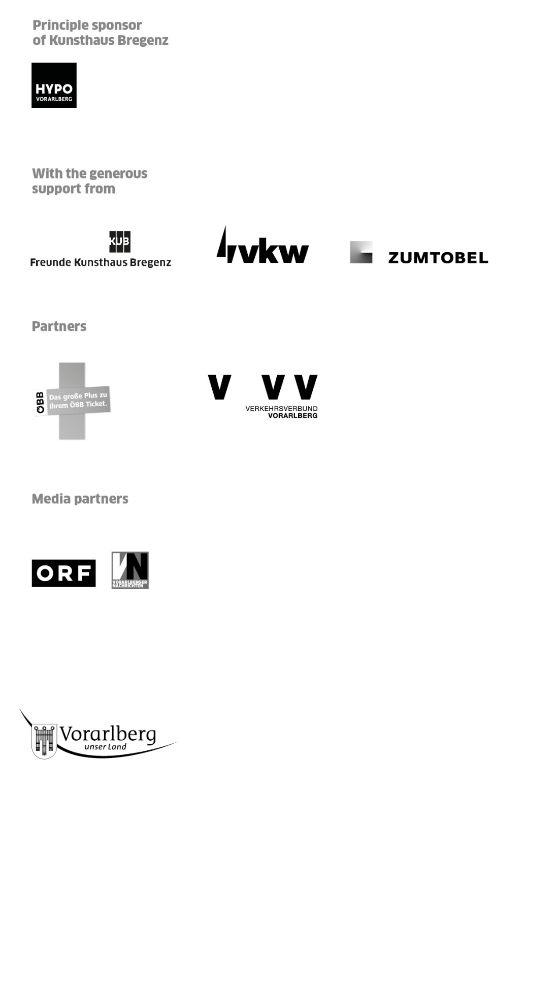 Principle sponsor
of Kunsthaus Bregenz
HYPO
VORARLBERG
With the generous
support from
KUB
Freunde Kunsthaus Bregenz
vkw
ZUMTOBEL
Partners
ÖBB
Das große Plus zu
Ihrem ÖBB Ticket.
V VV
VERKEHRSVERBUND
VORARLBERG
Media partners
ORF
VN
VORARLBERGER
NACHRICHTEN
Vorarlberg
unser Land